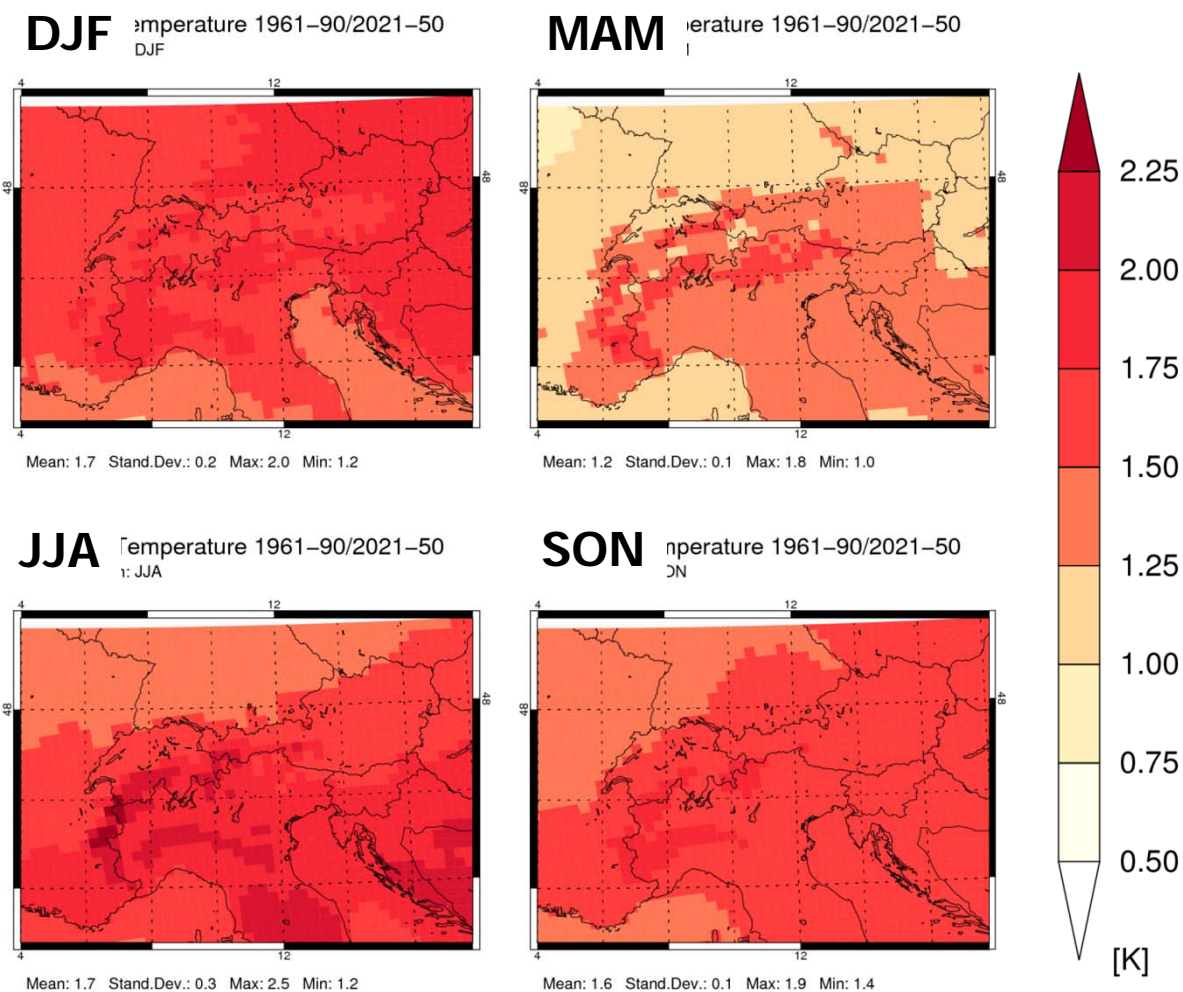 DJF emperature 1961−90/2021−50
DJF
MAM perature 1961−90/2021−50
4 12
4 12
48 48
48
4 12
4 12
Mean: 1.7 Stand.Dev.: 0.2 Max: 2.0 Min: 1.2
Mean: 1.2 Stand.Dev.: 0.1 Max: 1.8 Min: 1.0
JJA Temperature 1961−90/2021−50
n: JJA
SON mperature 1961−90/2021−50
ON
4 12
4 12
48 48
48
4 12
4 12
Mean: 1.7 Stand.Dev.: 0.3 Max: 2.5 Min: 1.2
Mean: 1.6 Stand.Dev.: 0.1 Max: 1.9 Min: 1.4
2.25
2.00
1.75
1.50
1.25
1.00
0.75
0.50
[K]